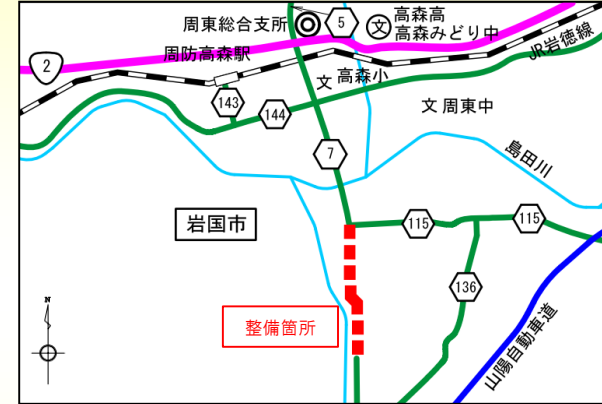 周東総合支所
5
高森高
高森みどり中
文
2
周防高森駅
JR岩徳線
文 高森小
143
144
文 周東中
7
島田川
岩国市
115
115
136
整備箇所
山陽自動車道
N